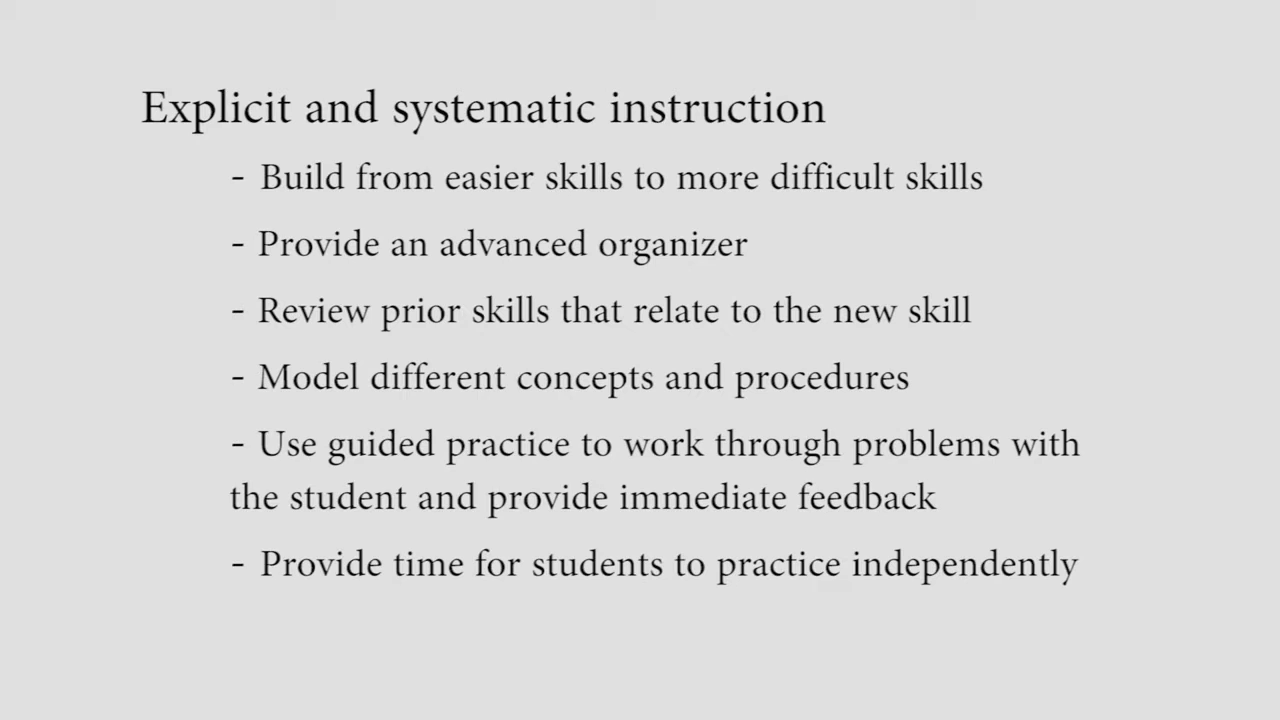 Explicit and systematic instruction
- Build from easier skills to more difficult skills
- Provide an advanced organizer
- Review prior skills that relate to the new skill
- Model different concepts and procedures
- Use guided practice to work through problems with
the student and provide immediate feedback
- Provide time for students to practice independently